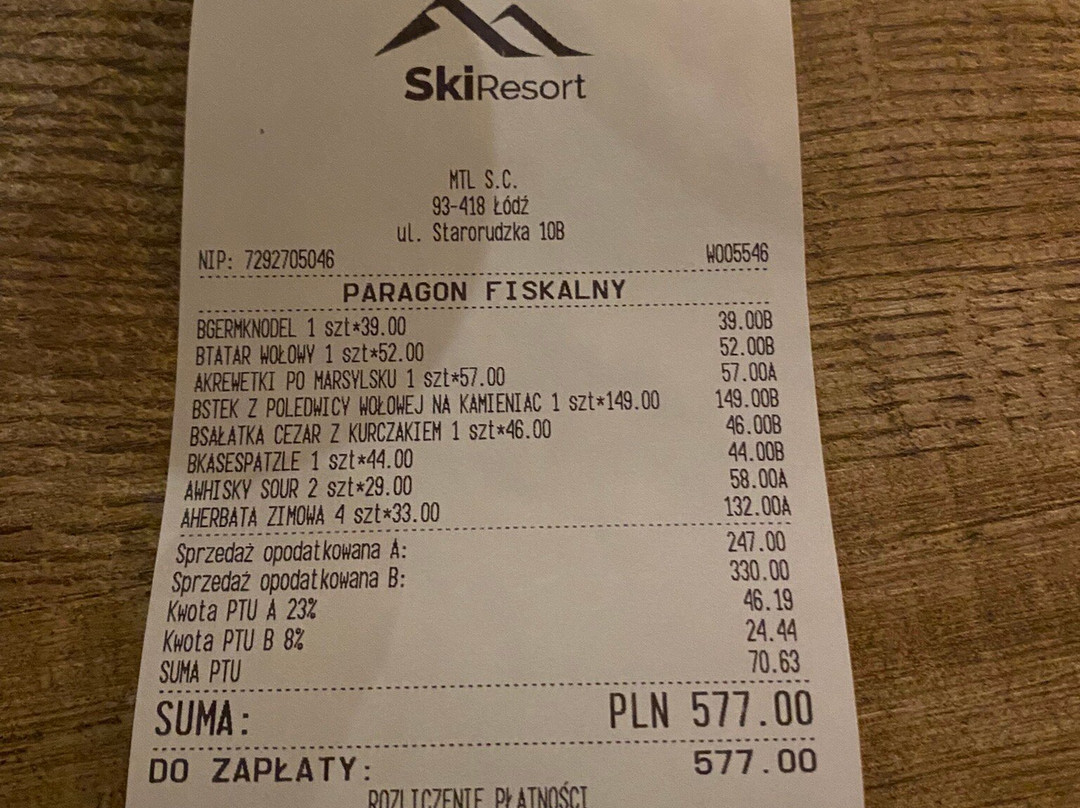 SkiResort
MTL S.C.
93-418 Łódź
ul. Starorudzka 10B
NIP: 7292705046 W005546
PARAGON FISKALNY
BGERMKNODEL 1 szt*39.00 39.00B
BTATAR WOŁOWY 1 szt*52.00 52.00B
AKREWETKI PO MARSYLSKU 1 szt*57.00 57.00A
BSTEK Z POLEDWICY WOŁOWEJ NA KAMIENIAC 1 szt*149.00 149.00B
BSAŁATKA CEZAR Z KURCZAKIEM 1 szt*46.00 46.00B
BKASESPATZLE 1 szt*44.00 44.00B
AWHISKY SOUR 2 szt*29.00 58.00A
AHERBATA ZIMOWA 4 szt*33.00 132.00A
Sprzedaż opodatkowana A: 247.00
Sprzedaż opodatkowana B: 330.00
Kwota PTU A 23% 46.19
Kwota PTU B 8% 24.44
SUMA PTU 70.63
SUMA: PLN 577.00
DO ZAPŁATY: 577.00
ROZLICZENIE PŁATNOŚCI